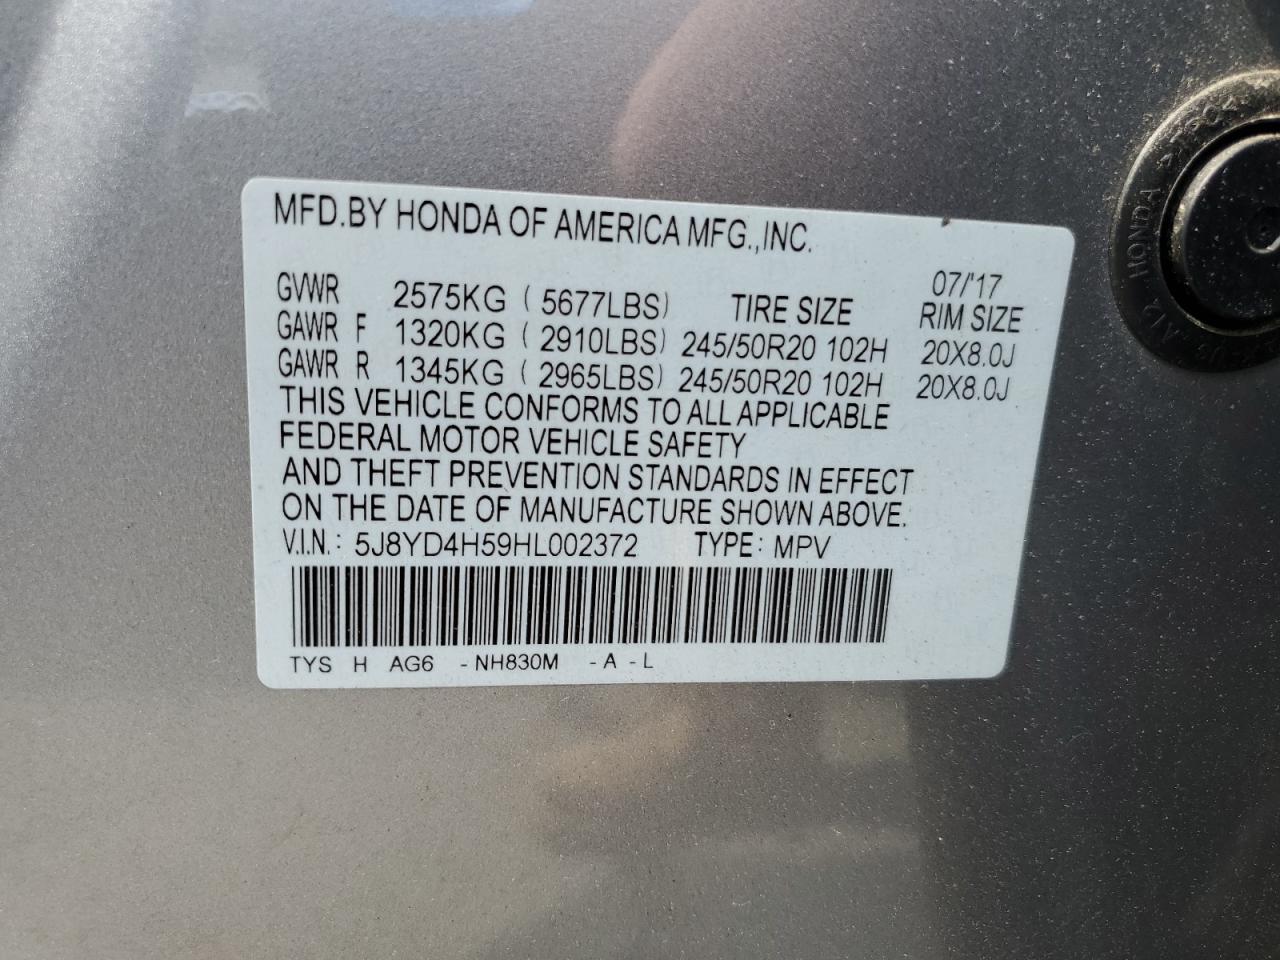 MFD.BY HONDA OF AMERICA MFG.,INC.
07/'17
GVWR 2575KG ( 5677LBS) TIRE SIZE RIM SIZE
GAWR F 1320KG ( 2910LBS) 245/50R20 102H 20X8.0J
GAWR R 1345KG ( 2965LBS) 245/50R20 102H 20X8.0J
THIS VEHICLE CONFORMS TO ALL APPLICABLE
FEDERAL MOTOR VEHICLE SAFETY
AND THEFT PREVENTION STANDARDS IN EFFECT
ON THE DATE OF MANUFACTURE SHOWN ABOVE.
V.I.N.: 5J8YD4H59HL002372 TYPE: MPV
TYS H AG6 -NH830M -A -L
HONDA